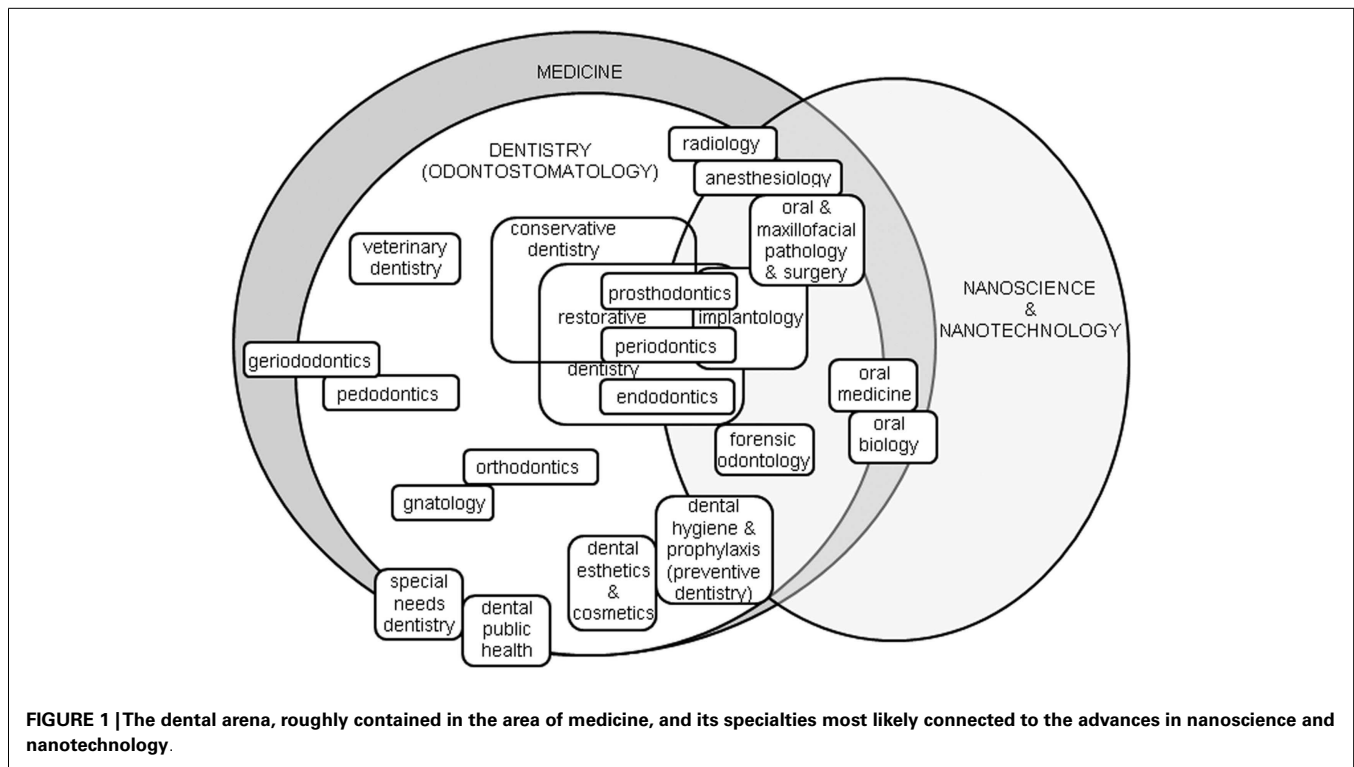 MEDICINE
DENTISTRY
(ODONTOSTOMATOLOGY)
radiology
anesthesiology
oral &
maxillofacial
pathology
& surgery
conservative
dentistry
veterinary
dentistry
prosthodontics
restorative
implantology
periodontics
dentistry
endodontics
NANOSCIENCE
&
NANOTECHNOLOGY
geriododontics
pedodontics
oral
medicine
oral
biology
forensic
odontology
orthodontics
gnatology
dental
hygiene &
prophylaxis
(preventive
dentistry)
dental
esthetics
&
cosmetics
special
needs
dentistry
dental
public
health
FIGURE 1 | The dental arena, roughly contained in the area of medicine, and its specialties most likely connected to the advances in nanoscience and
nanotechnology.